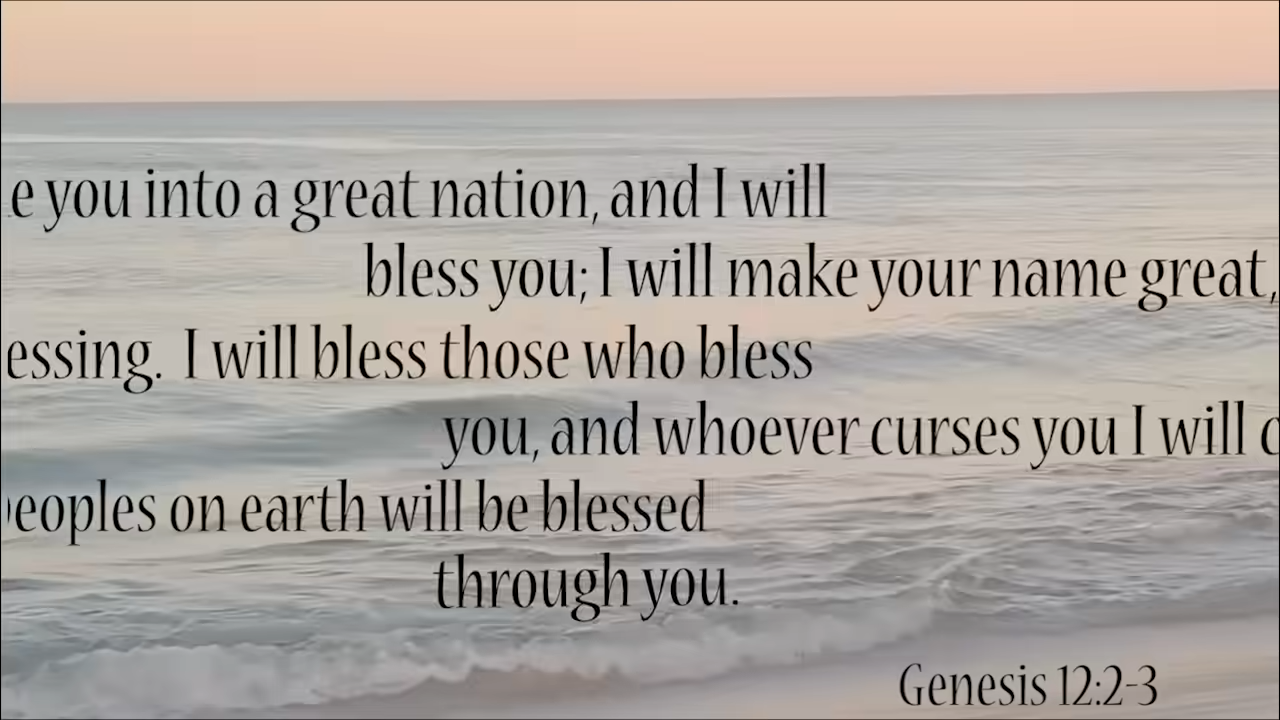 e you into a great nation, and I will
bless you; I will make your name great,
essing. I will bless those who bless
you, and whoever curses you I will c
eoples on earth will be blessed
through you.
Genesis 12:2-3